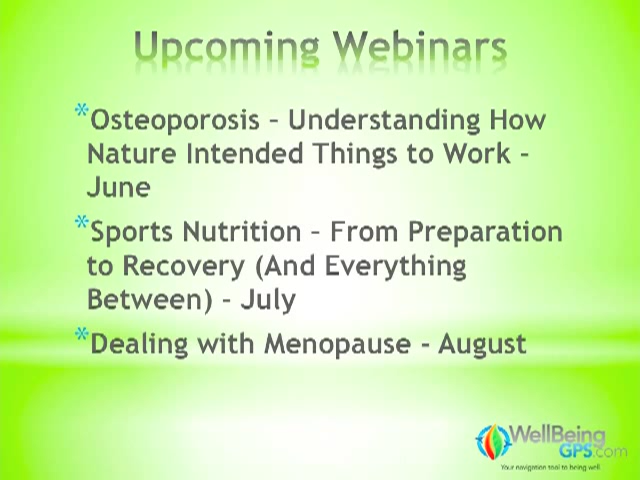 Upcoming Webinars
*Osteoporosis – Understanding How
Nature Intended Things to Work –
June
*Sports Nutrition – From Preparation
to Recovery (And Everything
Between) – July
*Dealing with Menopause - August
WellBeing
GPS.com
Your navigation tool to being well.